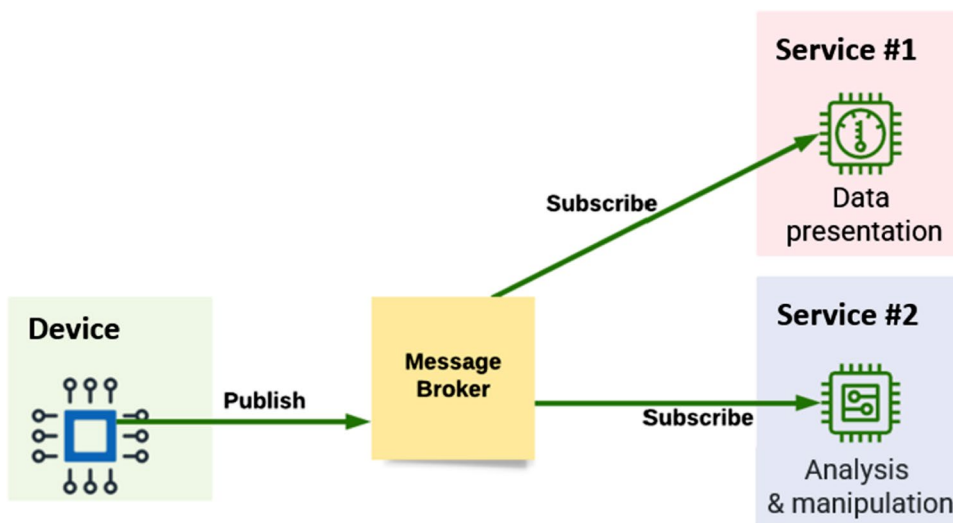 Service #1
Data
presentation
Subscribe
Device
Publish
Message
Broker
Subscribe
Service #2
Analysis
& manipulation